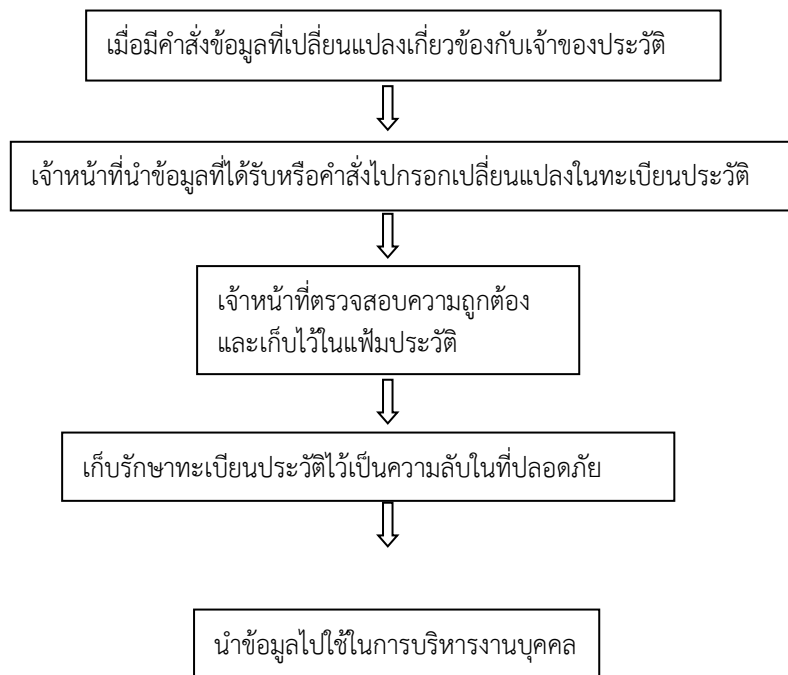 เมื่อมีคำสั่งข้อมูลที่เปลี่ยนแปลงเกี่ยวข้องกับเจ้าของประวัติ
เจ้าหน้าที่นำข้อมูลที่ได้รับหรือคำสั่งไปกรอกเปลี่ยนแปลงในทะเบียนประวัติ
เจ้าหน้าที่ตรวจสอบความถูกต้อง
และเก็บไว้ในแฟ้มประวัติ
เก็บรักษาทะเบียนประวัติไว้เป็นความลับในที่ปลอดภัย
นำข้อมูลไปใช้ในการบริหารงานบุคคล